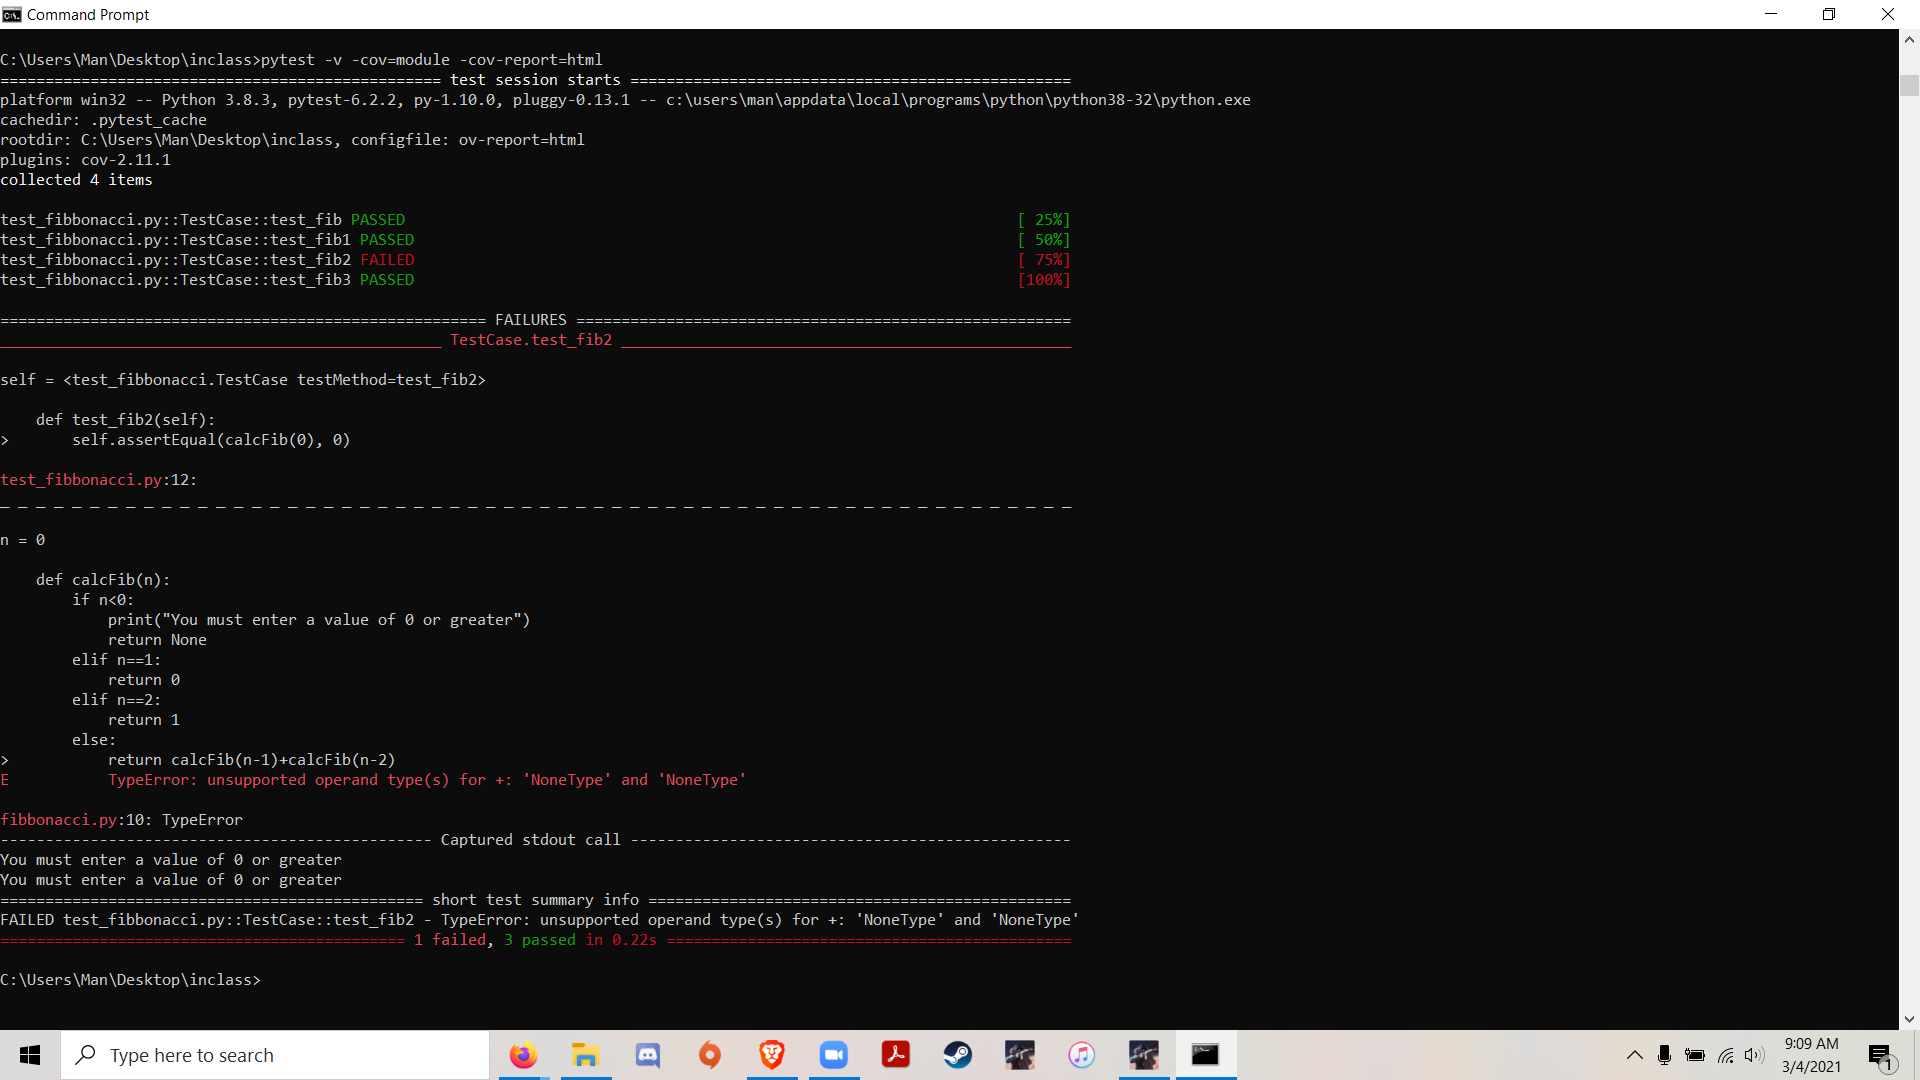 Command Prompt
C:\Users\Man\Desktop\inclass>pytest -v -cov=module -cov-report=html
================================================= test session starts =================================================
platform win32 -- Python 3.8.3, pytest-6.2.2, py-1.10.0, pluggy-0.13.1 -- c:\users\man\appdata\local\programs\python\python38-32\python.exe
cachedir: .pytest_cache
rootdir: C:\Users\Man\Desktop\inclass, configfile: ov-report=html
plugins: cov-2.11.1
collected 4 items
test_fibbonacci.py::TestCase::test_fib PASSED [ 25%]
test_fibbonacci.py::TestCase::test_fib1 PASSED [ 50%]
test_fibbonacci.py::TestCase::test_fib2 FAILED [ 75%]
test_fibbonacci.py::TestCase::test_fib3 PASSED [100%]
====================================================== FAILURES =======================================================
_________________________________________________ TestCase.test_fib2 __________________________________________________
self = <test_fibbonacci.TestCase testMethod=test_fib2>
    def test_fib2(self):
>       self.assertEqual(calcFib(0), 0)
test_fibbonacci.py:12:
_ _ _ _ _ _ _ _ _ _ _ _ _ _ _ _ _ _ _ _ _ _ _ _ _ _ _ _ _ _ _ _ _ _ _ _ _ _ _ _ _ _ _ _ _ _ _ _ _ _ _ _ _ _ _ _ _ _ _ _
n = 0
    def calcFib(n):
        if n<0:
            print("You must enter a value of 0 or greater")
            return None
        elif n==1:
            return 0
        elif n==2:
            return 1
        else:
>           return calcFib(n-1)+calcFib(n-2)
E           TypeError: unsupported operand type(s) for +: 'NoneType' and 'NoneType'
fibbonacci.py:10: TypeError
------------------------------------------------ Captured stdout call -------------------------------------------------
You must enter a value of 0 or greater
You must enter a value of 0 or greater
=============================================== short test summary info ===============================================
FAILED test_fibbonacci.py::TestCase::test_fib2 - TypeError: unsupported operand type(s) for +: 'NoneType' and 'NoneType'
============================================= 1 failed, 3 passed in 0.22s =============================================
C:\Users\Man\Desktop\inclass>
Type here to search
9:09 AM
3/4/2021
1